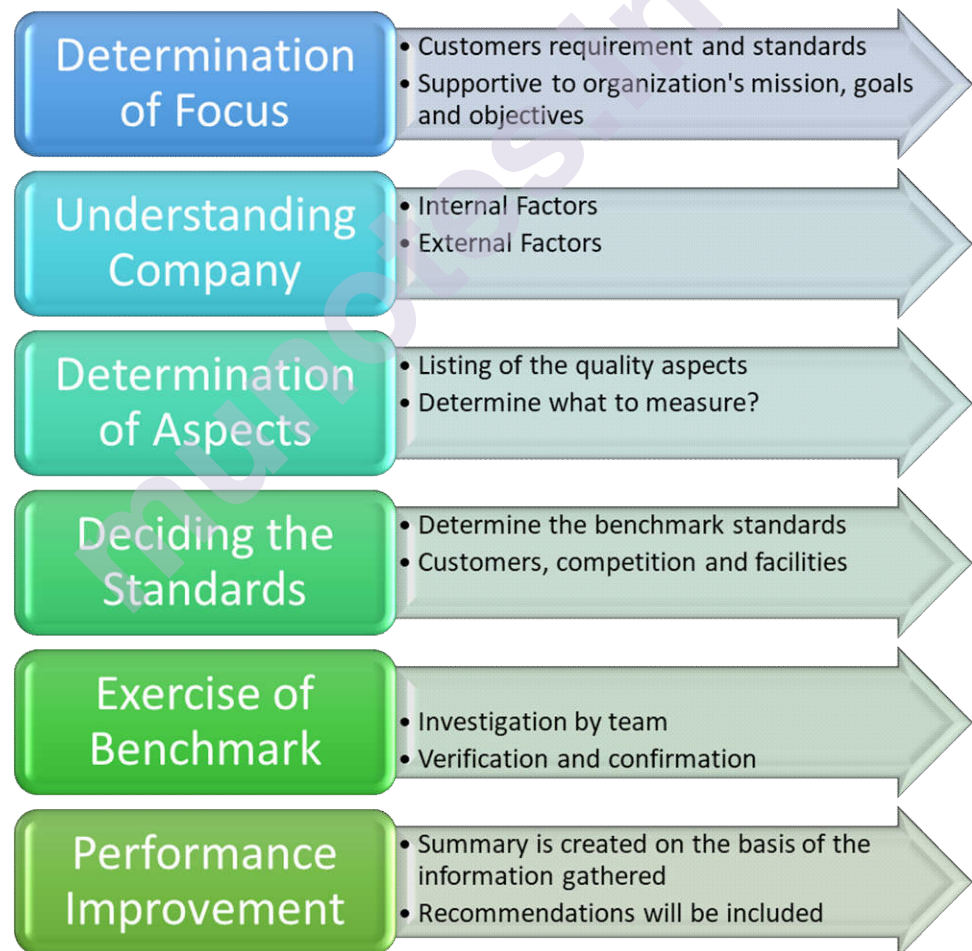 Determination
of Focus
• Customers requirement and standards
• Supportive to organization's mission, goals
and objectives
Understanding
Company
• Internal Factors
• External Factors
Determination
of Aspects
• Listing of the quality aspects
• Determine what to measure?
Deciding the
Standards
• Determine the benchmark standards
• Customers, competition and facilities
Exercise of
Benchmark
• Investigation by team
• Verification and confirmation
Performance
Improvement
• Summary is created on the basis of the
information gathered
• Recommendations will be included
munotes.in